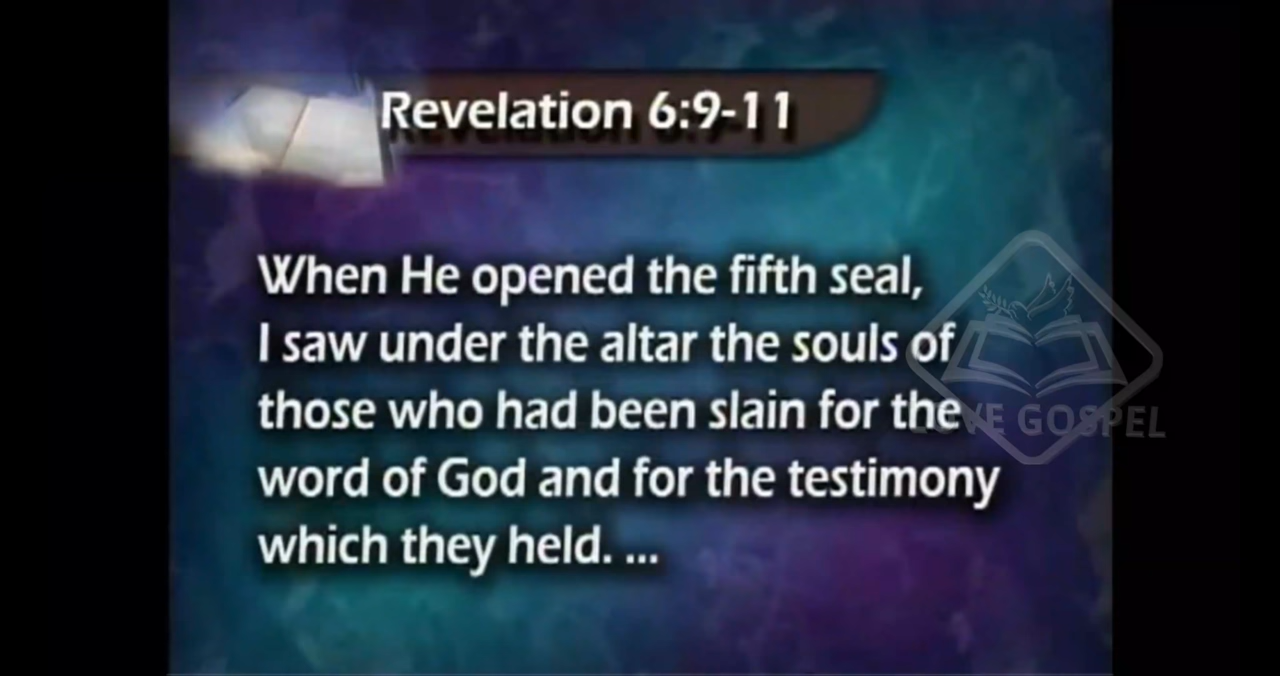 Revelation 6:9-11
When He opened the fifth seal,
I saw under the altar the souls of
those who had been slain for the
word of God and for the testimony
which they held. ...
GOSPEL